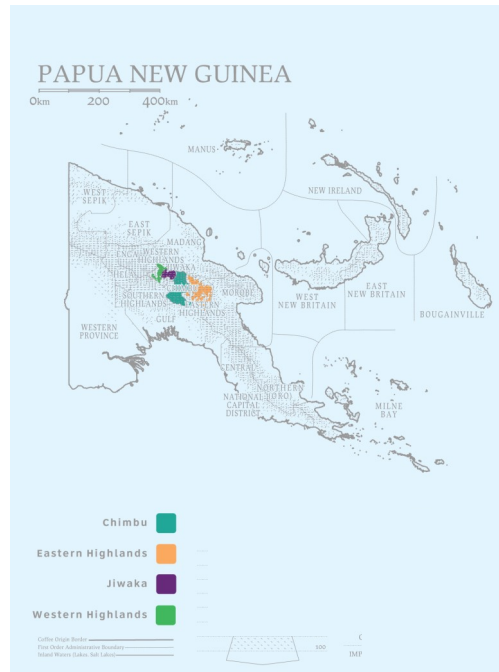 PAPUA NEW GUINEA
0km 200 400km
MANUS
NEW IRELAND
WEST
SEPIK
EAST
SEPIK
MADANG
WESTERN
HIGHLANDS
ENGA
JIWAKA
SOUTHERN
HIGHLANDS
EASTERN
HIGHLANDS
MOROBE
GULF
WESTERN
PROVINCE
WEST
NEW BRITAIN
EAST
NEW BRITAIN
BOUGAINVILLE
CENTRAL
NATIONAL
CAPITAL
DISTRICT
NORTHERN
(ORO)
MILNE
BAY
Chimbu
Eastern Highlands
Jiwaka
Western Highlands
Coffee Origin Border
First Order Administrative Boundary
Inland Waters (Lakes, Salt Lakes)
100